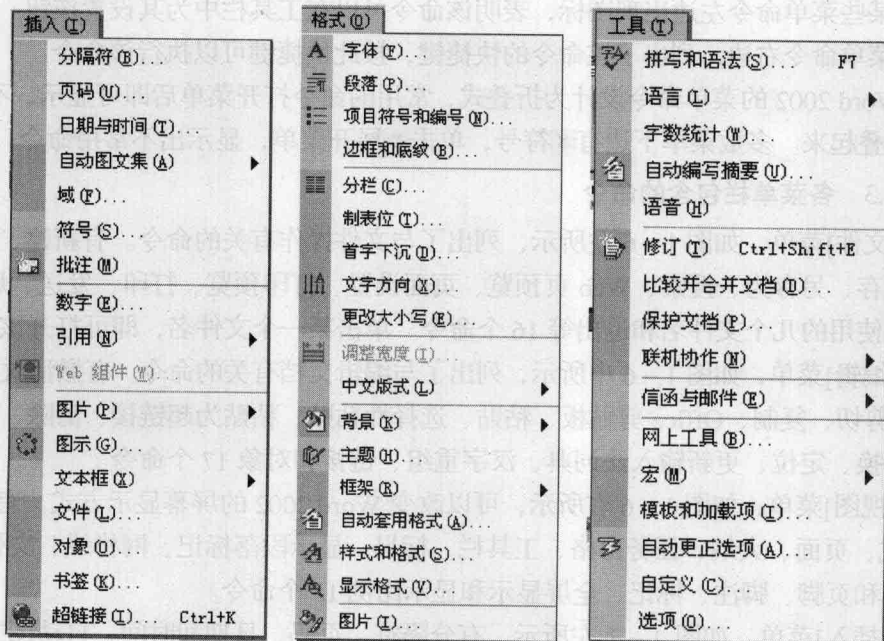 插入(I)
分隔符(B)...
页码(U)...
日期与时间(T)...
自动图文集(A)
域(F)...
符号(S)...
批注(M)
数字(E)...
引用(N)
Web 组件(W)...
图片(P)
图示(G)...
文本框(X)
文件(L)...
对象(O)...
书签(K)...
超链接(I)... Ctrl+K
格式(O)
字体(F)...
段落(P)...
项目符号和编号(N)...
边框和底纹(B)...
分栏(C)...
制表位(T)...
首字下沉(D)...
文字方向(X)...
更改大小写(E)...
调整宽度(I)...
中文版式(L)
背景(K)
主题(H)...
框架(R)
自动套用格式(A)...
样式和格式(S)...
显示格式(V)...
图片(I)...
工具(T)
拼写和语法(S)... F7
语言(L)
字数统计(W)...
自动编写摘要(U)...
语音(H)
修订(T) Ctrl+Shift+E
比较并合并文档(D)...
保护文档(P)...
联机协作(N)
信函与邮件(E)
网上工具(B)...
宏(M)
模板和加载项(I)...
自动更正选项(A)...
自定义(C)...
选项(O)...